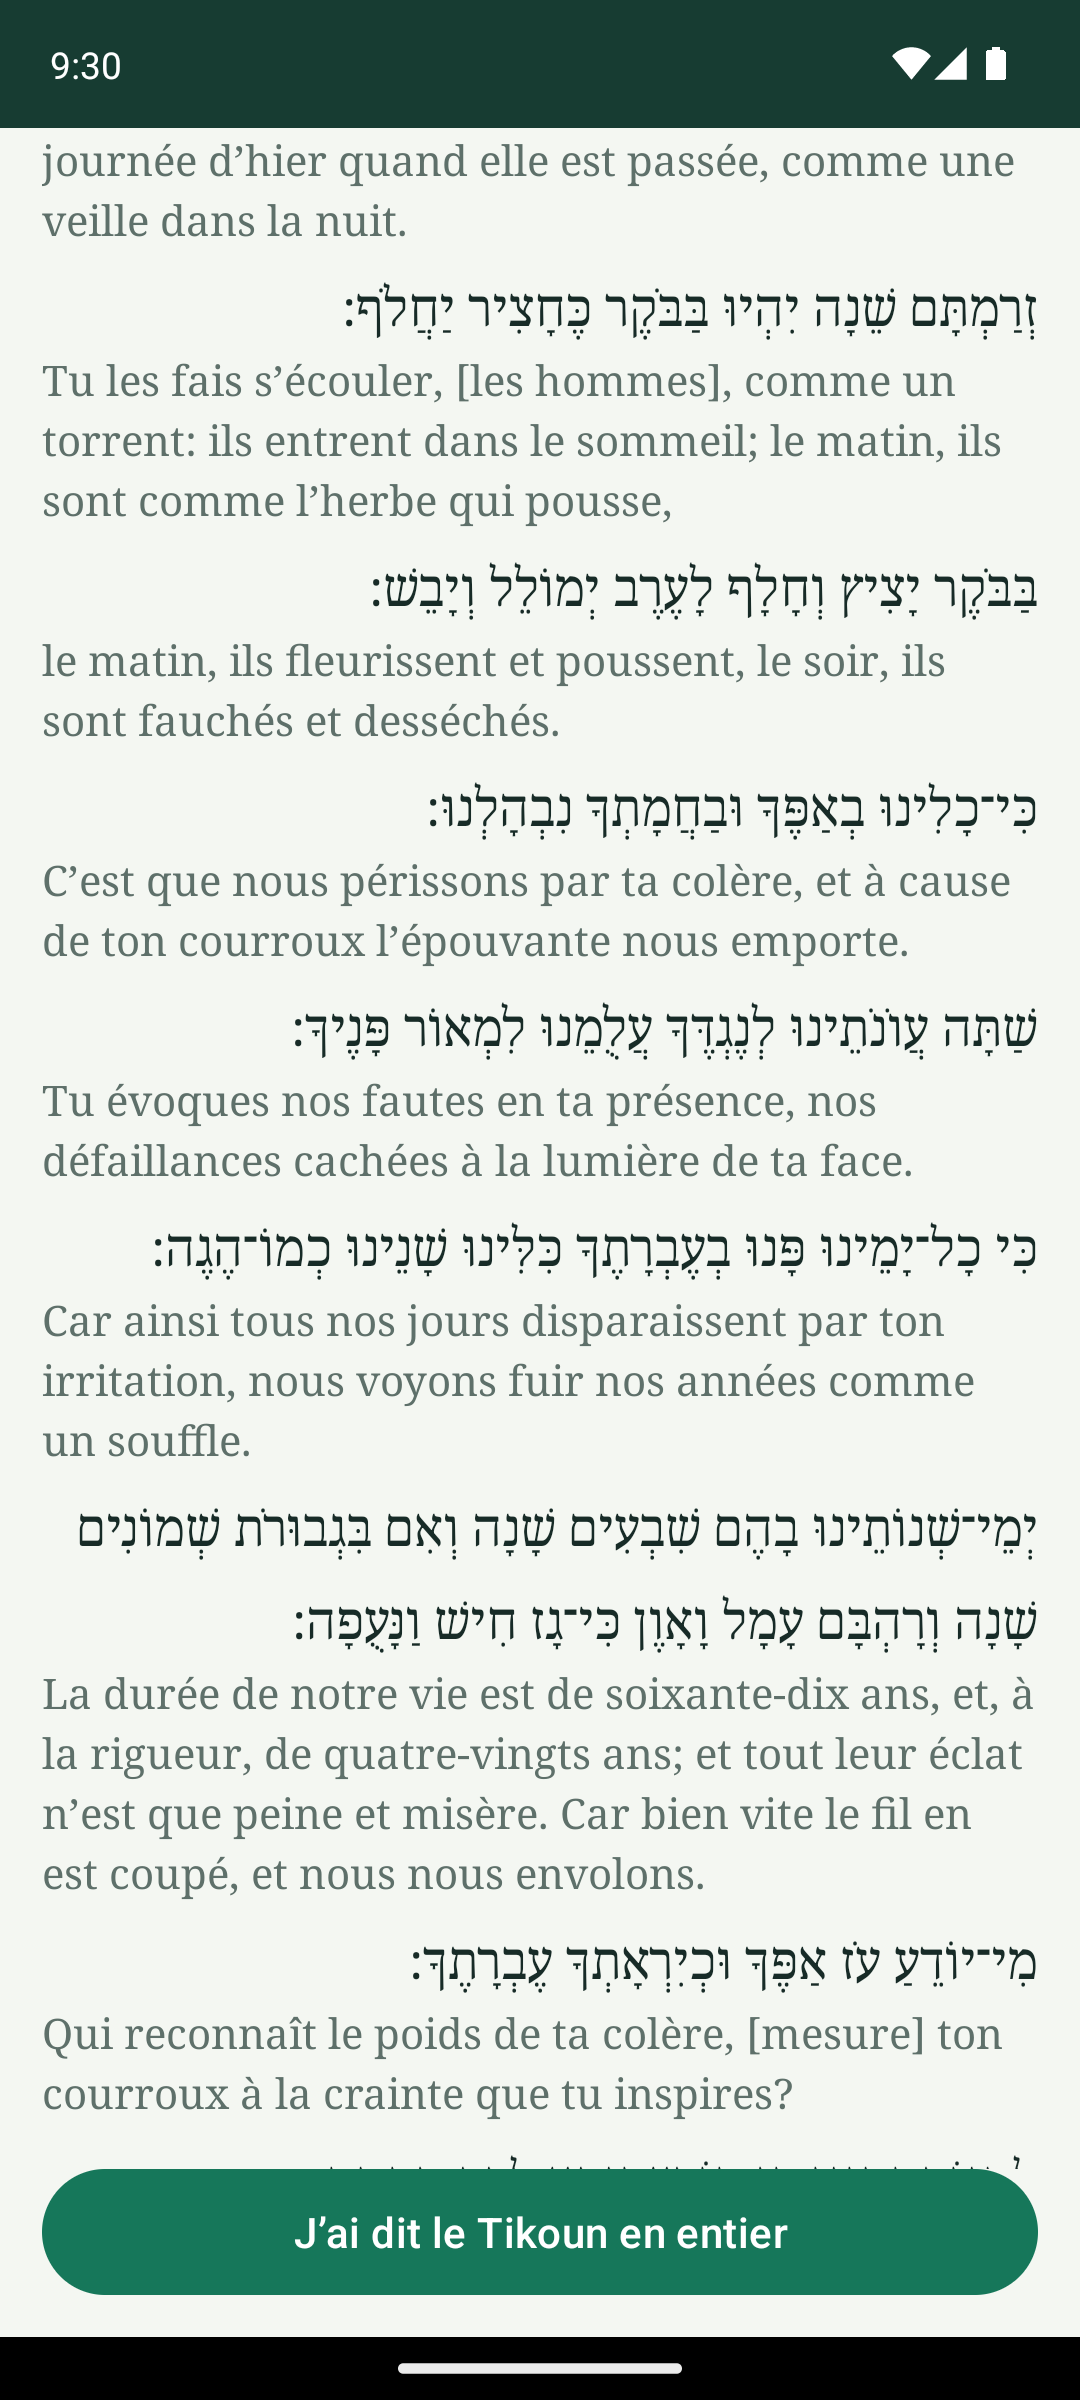 9:30
journée d’hier quand elle est passée, comme une
veille dans la nuit.
זְרַמְתָּם שֵׁנָה יִהְיוּ בַּבֹּקֶר כֶּחָצִיר יַחֲלֹף׃
Tu les fais s’écouler, [les hommes], comme un
torrent: ils entrent dans le sommeil; le matin, ils
sont comme l’herbe qui pousse,
בַּבֹּקֶר יָצִיץ וְחָלָף לָעֶרֶב יְמוֹלֵל וְיָבֵשׁ׃
le matin, ils fleurissent et poussent, le soir, ils
sont fauchés et desséchés.
כִּי־כָלִינוּ בְאַפֶּךָ וּבַחֲמָתְךָ נִבְהָלְנוּ׃
C’est que nous périssons par ta colère, et à cause
de ton courroux l’épouvante nous emporte.
שַׁתָּה עֲוֺנֹתֵינוּ לְנֶגְדֶּךָ עֲלֻמֵנוּ לִמְאוֹר פָּנֶיךָ׃
Tu évoques nos fautes en ta présence, nos
défaillances cachées à la lumière de ta face.
כִּי כָל־יָמֵינוּ פָּנוּ בְעֶבְרָתֶךָ כִּלִּינוּ שָׁנֵינוּ כְמוֹ־הֶגֶה׃
Car ainsi tous nos jours disparaissent par ton
irritation, nous voyons fuir nos années comme
un souffle.
יְמֵי־שְׁנוֹתֵינוּ בָהֶם שִׁבְעִים שָׁנָה וְאִם בִּגְבוּרֹת שְׁמוֹנִים
שָׁנָה וְרָהְבָּם עָמָל וָאָוֶן כִּי־גָז חִישׁ וַנָּעֻפָה׃
La durée de notre vie est de soixante-dix ans, et, à
la rigueur, de quatre-vingts ans; et tout leur éclat
n’est que peine et misère. Car bien vite le fil en
est coupé, et nous nous envolons.
מִי־יוֹדֵעַ עֹז אַפֶּךָ וּכְיִרְאָתְךָ עֶבְרָתֶךָ׃
Qui reconnaît le poids de ta colère, [mesure] ton
courroux à la crainte que tu inspires?
J’ai dit le Tikoun en entier